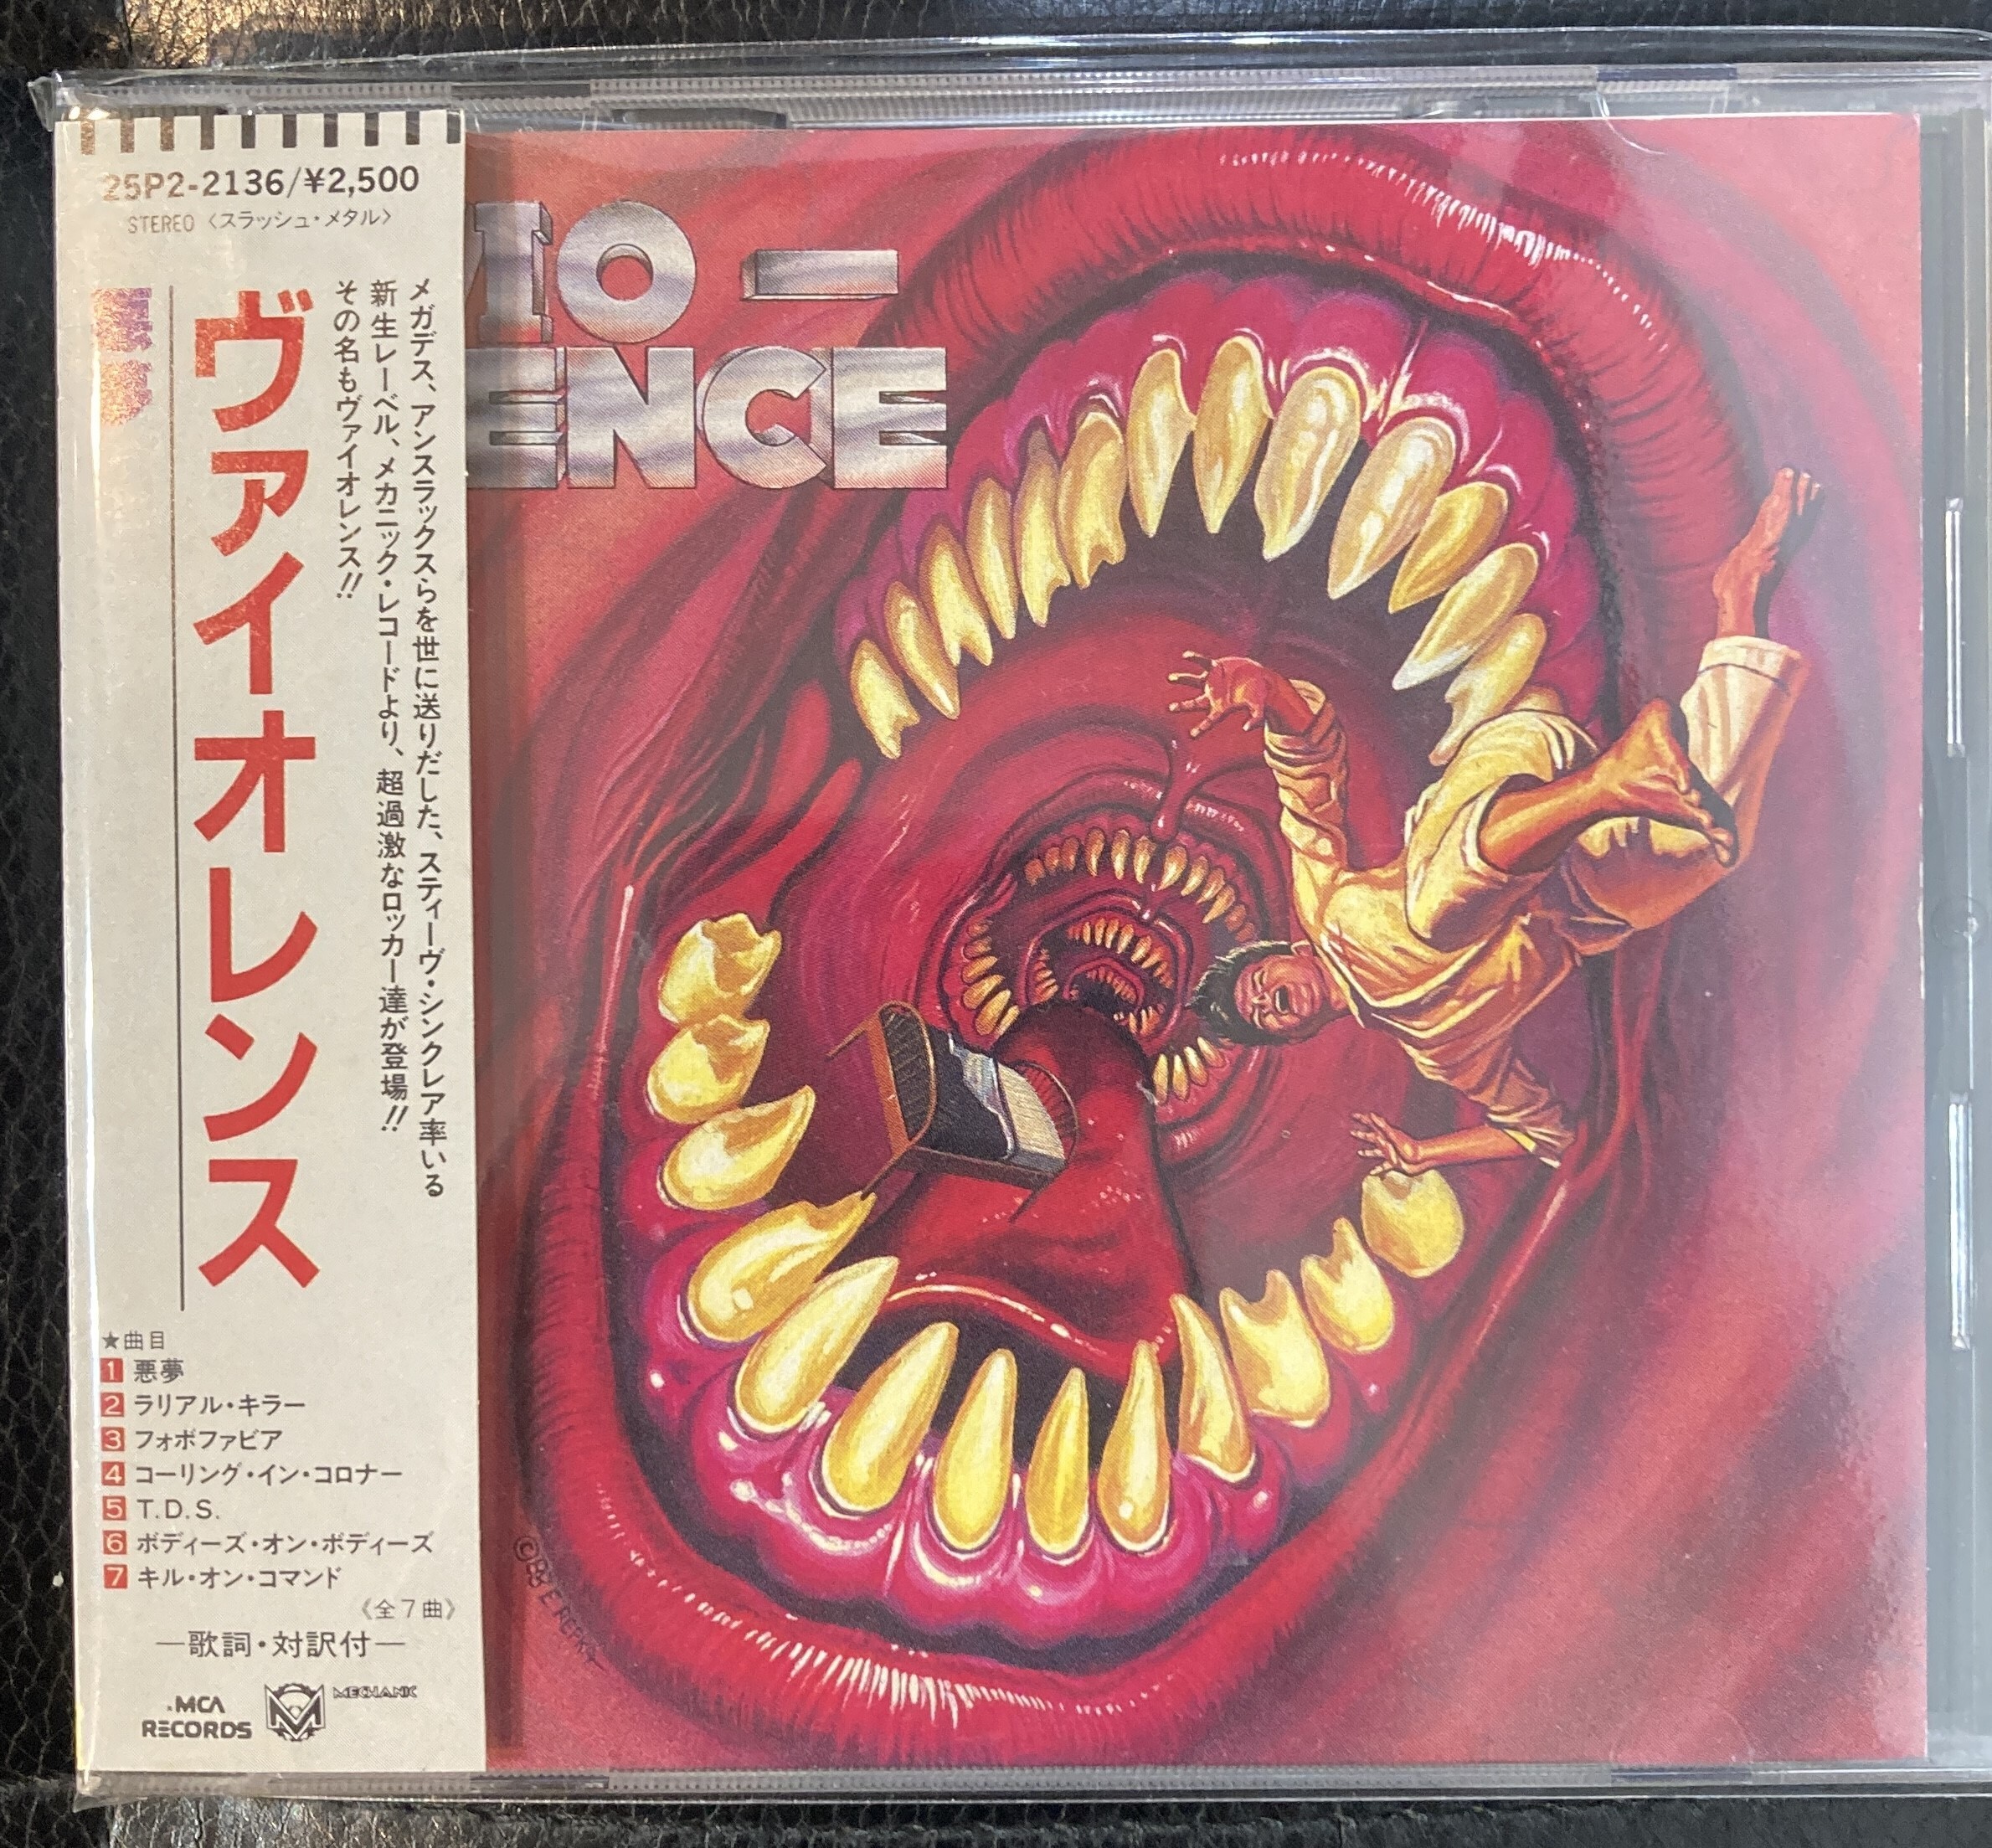 25P2-2136/¥2,500
STEREO〈スラッシュ・メタル〉
メガデス、アンスラックスらを世に送りだした、スティーヴ・シンクレア率いる
新生レーベル、メカニック・レコードより、超過激なロッカー達が登場!!
その名もヴァイオレンス!!
ヴァイオレンス
IO —
ENCE
★曲目
1 悪夢
2 ラリアル・キラー
3 フォボファビア
4 コーリング・イン・コロナー
5 T.D.S.
6 ボディーズ・オン・ボディーズ
7 キル・オン・コマンド
《全7曲》
—歌詞・対訳付—
MCA
RECORDS
MECHANIC